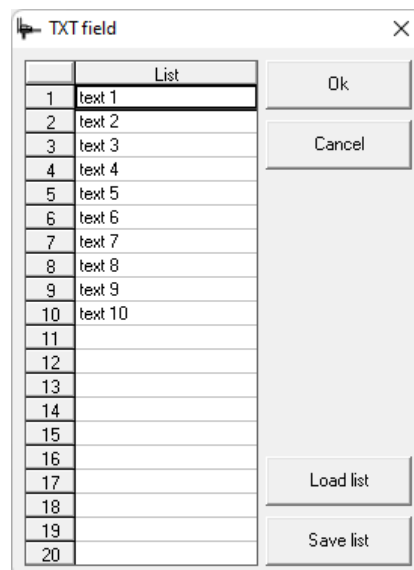 TXT field
List
1 text 1
2 text 2
3 text 3
4 text 4
5 text 5
6 text 6
7 text 7
8 text 8
9 text 9
10 text 10
11
12
13
14
15
16
17
18
19
20
Ok
Cancel
Load list
Save list